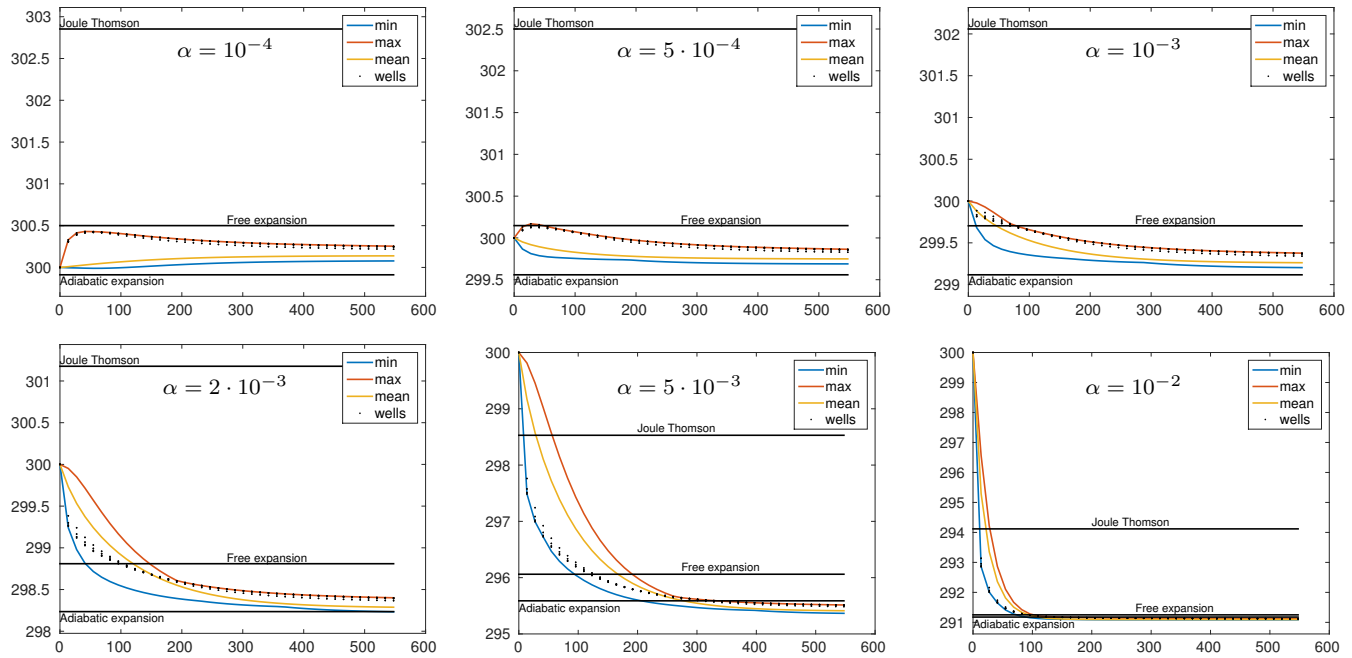 303
Joule Thomson
α = 10⁻⁴
min
max
mean
wells
302.5
302
301.5
301
300.5
Free expansion
300
Adiabatic expansion
0 100 200 300 400 500 600
302.5
Joule Thomson
α = 5 · 10⁻⁴
min
max
mean
wells
302
301.5
301
300.5
Free expansion
300
299.5
Adiabatic expansion
0 100 200 300 400 500 600
302
Joule Thomson
α = 10⁻³
min
max
mean
wells
301.5
301
300.5
300
Free expansion
299.5
299
Adiabatic expansion
0 100 200 300 400 500 600
Joule Thomson
α = 2 · 10⁻³
min
max
mean
wells
301
300.5
300
299.5
299
Free expansion
298.5
Adiabatic expansion
298
0 100 200 300 400 500 600
300
α = 5 · 10⁻³
min
max
mean
wells
299
Joule Thomson
298
297
296
Free expansion
Adiabatic expansion
295
0 100 200 300 400 500 600
300
α = 10⁻²
min
max
mean
wells
299
298
297
296
295
Joule Thomson
294
293
292
Free expansion
291
Adiabatic expansion
0 100 200 300 400 500 600